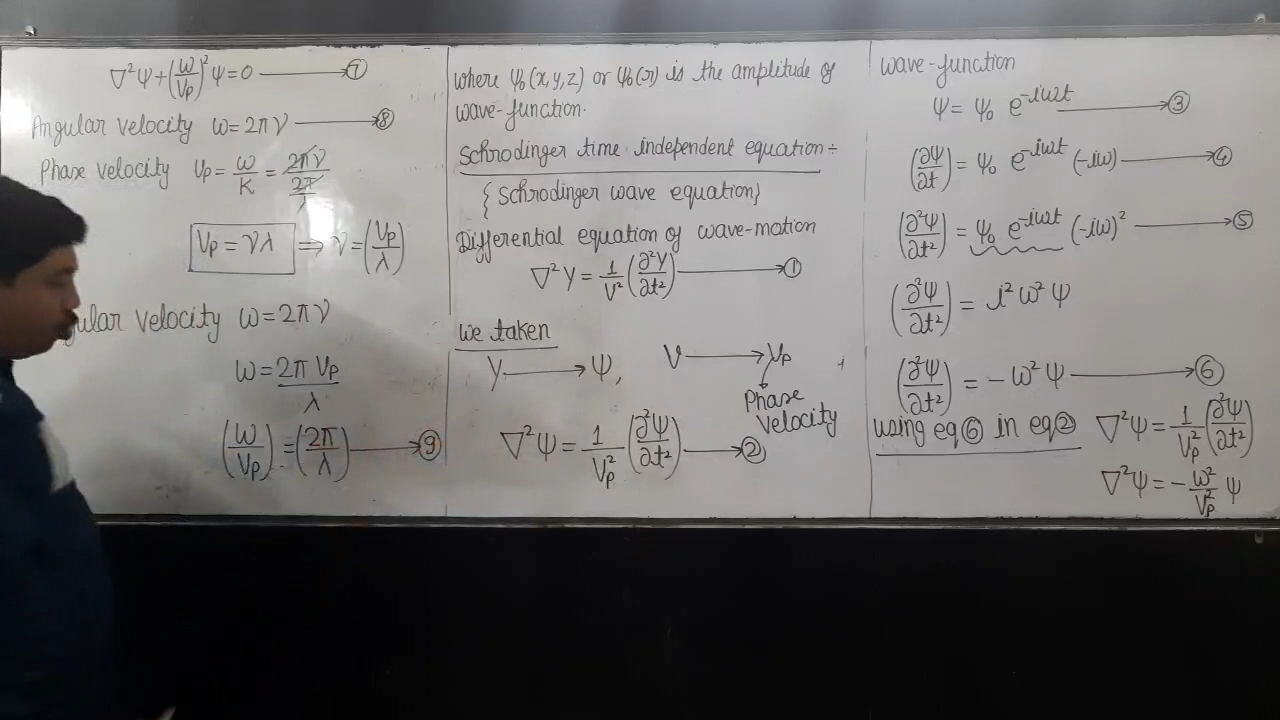 ∇²Ψ + (ω/Vp)² Ψ = 0 → ⑦
Angular velocity ω = 2πν → ⑧
Phase velocity Vp = ω/K = 2πν/(2π/λ)
Vp = νλ ⇒ ν = (Vp/λ)
gular velocity ω = 2πν
ω = 2π Vp/λ
(ω/Vp) = (2π/λ) → ⑨
where Ψ₀(x,y,z) or Ψ₀(r) is the amplitude of
wave-function.
Schrodinger time independent equation ÷
{Schrodinger wave equation}
Differential equation of wave-motion
∇²Y = 1/V² (∂²Y/∂t²) → ①
we taken
Y → Ψ, V → Vp
Phase
velocity
∇²Ψ = 1/Vp² (∂²Ψ/∂t²) → ②
wave-function
Ψ = Ψ₀ e^-iωt → ③
(∂Ψ/∂t) = Ψ₀ e^-iωt (-iω) → ④
(∂²Ψ/∂t²) = Ψ₀ e^-iωt (-iω)² → ⑤
(∂²Ψ/∂t²) = i² ω² Ψ
(∂²Ψ/∂t²) = -ω² Ψ → ⑥
using eq⑥ in eq② ∇²Ψ = 1/Vp² (∂²Ψ/∂t²)
∇²Ψ = -ω²/Vp² Ψ